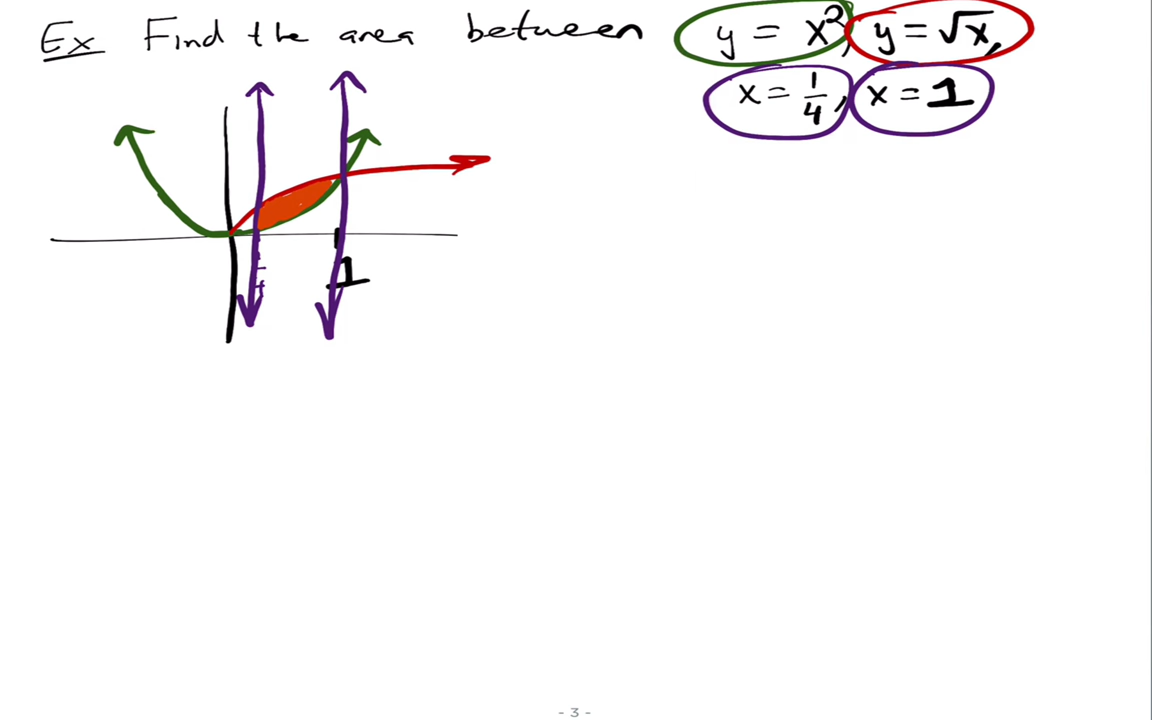 Ex Find the area between y = x², y = √x,
x = 1/4, x = 1
1
- 3 -